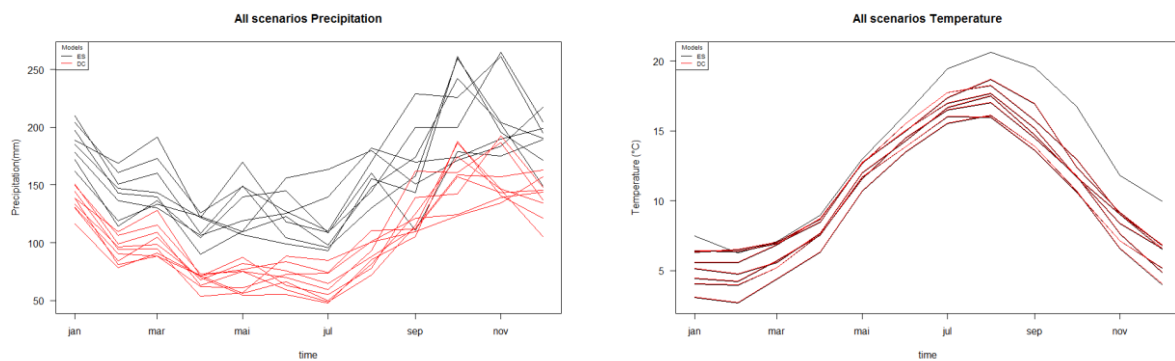 All scenarios Precipitation
Models
ES
DC
Precipitation(mm)
250
200
150
100
50
jan
mar
mai
jul
sep
nov
time
All scenarios Temperature
Models
ES
DC
Temperature (°C)
20
15
10
5
jan
mar
mai
jul
sep
nov
time